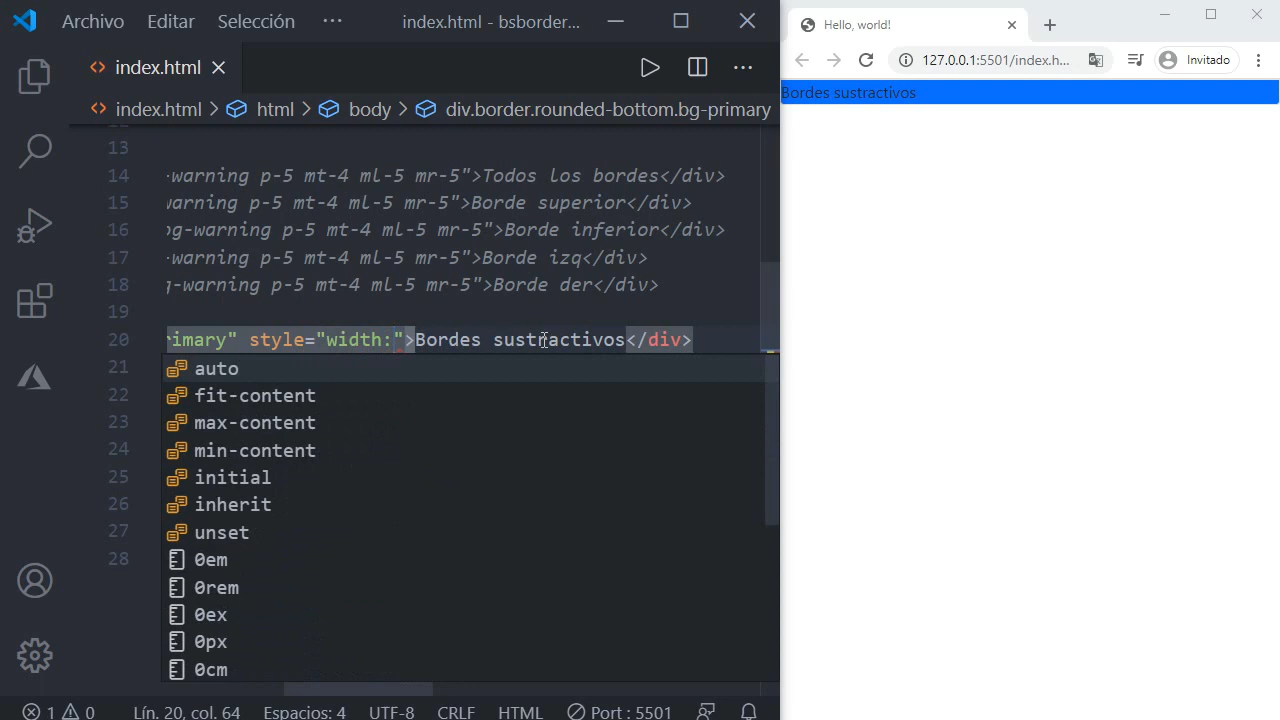 Archivo Editar Selección ··· index.html - bsborder...
index.html
index.html > html > body > div.border.rounded-bottom.bg-primary
13
14 -warning p-5 mt-4 ml-5 mr-5">Todos los bordes</div>
15 warning p-5 mt-4 ml-5 mr-5">Borde superior</div>
16 bg-warning p-5 mt-4 ml-5 mr-5">Borde inferior</div>
17 -warning p-5 mt-4 ml-5 mr-5">Borde izq</div>
18 g-warning p-5 mt-4 ml-5 mr-5">Borde der</div>
19
20 rimary" style="width:">Bordes sustractivos</div>
21 auto
22 fit-content
23 max-content
24 min-content
25 initial
26 inherit
27 unset
28 0em
0rem
0ex
0px
0cm
1 0 Lín. 20, col. 64 Espacios: 4 UTF-8 CRLF HTML Port : 5501
Hello, world!
127.0.0.1:5501/index.h... Invitado
Bordes sustractivos